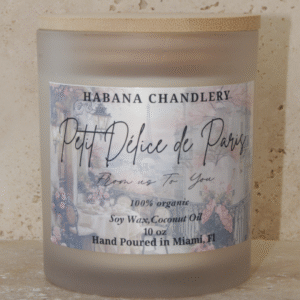 HABANA CHANDLERY
Petit Délice de Paris
From us To You
100% organic
Soy Wax,Coconut Oil
10 oz
Hand Poured in Miami, Fl